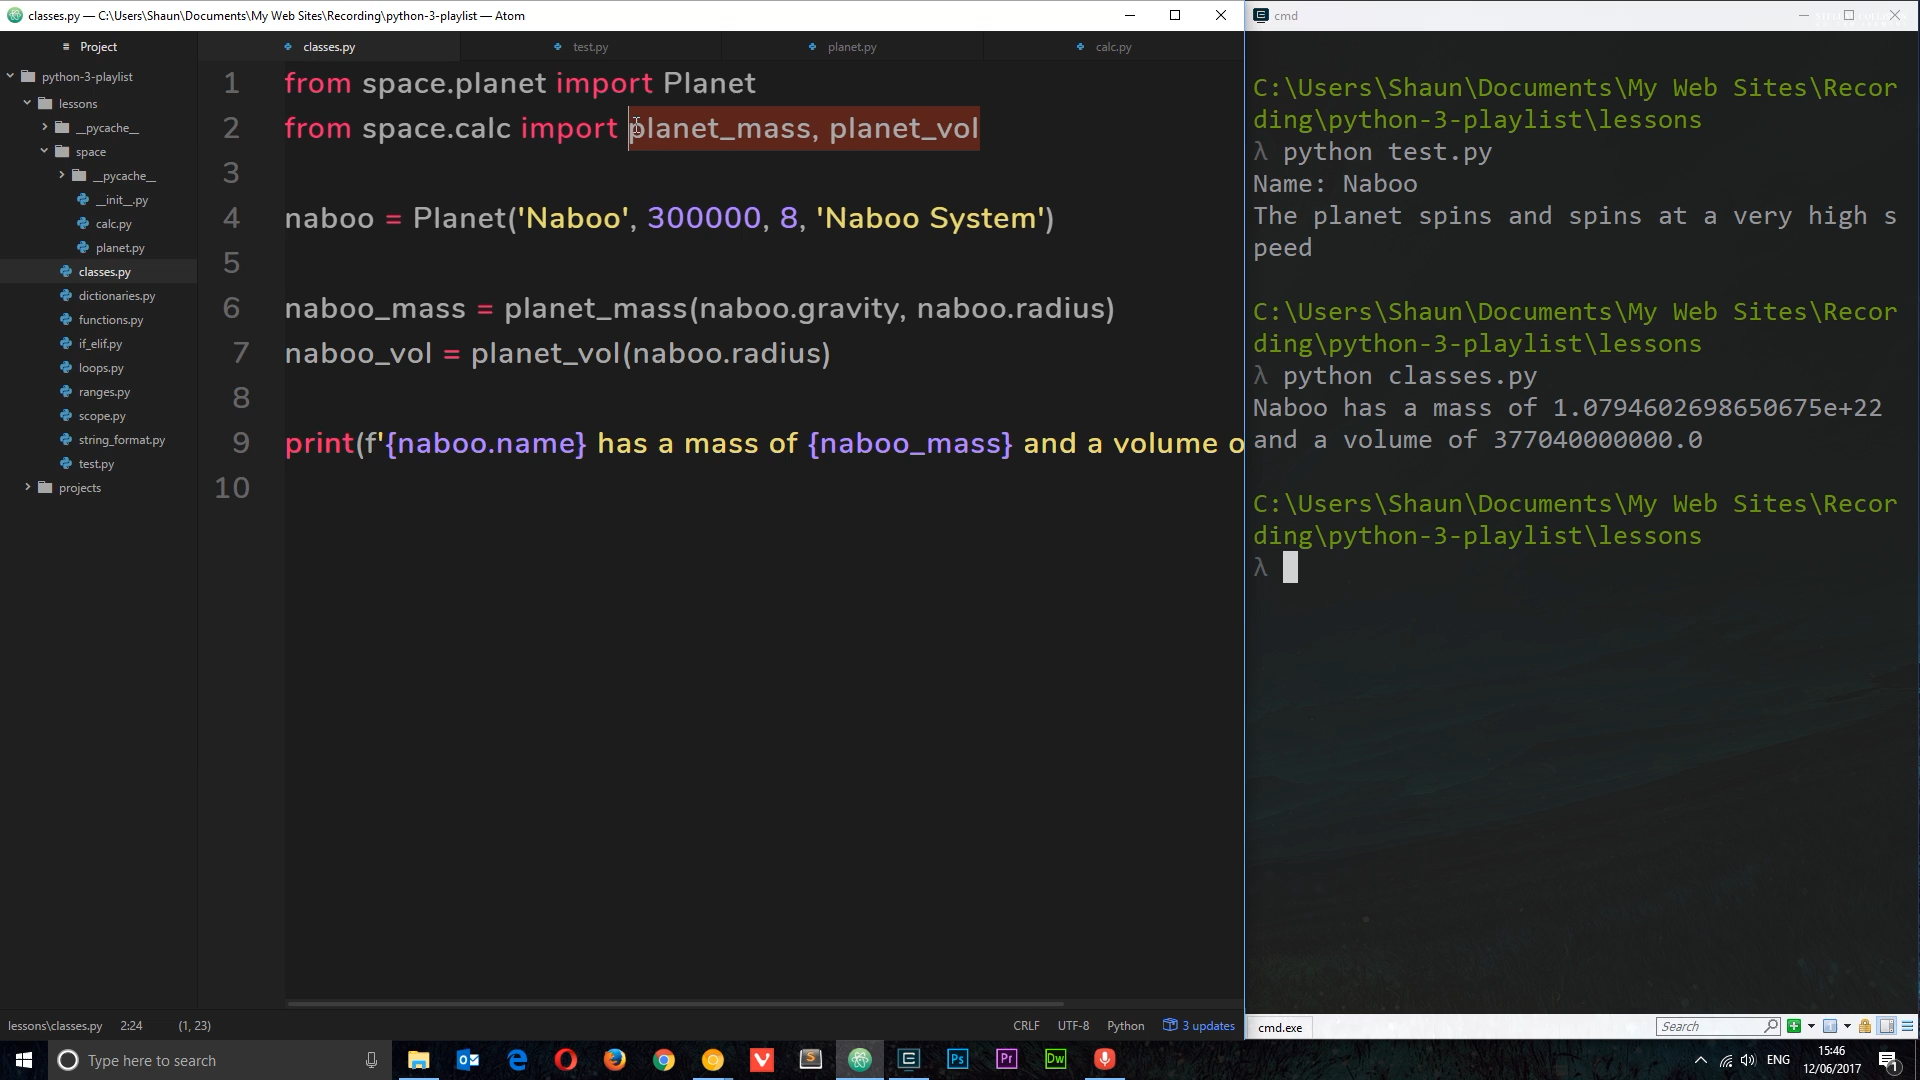 classes.py — C:\Users\Shaun\Documents\My Web Sites\Recording\python-3-playlist — Atom
Project
python-3-playlist
lessons
__pycache__
space
__pycache__
__init__.py
calc.py
planet.py
classes.py
dictionaries.py
functions.py
if_elif.py
loops.py
ranges.py
scope.py
string_format.py
test.py
projects
classes.py
test.py
planet.py
calc.py
1 from space.planet import Planet
2 from space.calc import planet_mass, planet_vol
3
4 naboo = Planet('Naboo', 300000, 8, 'Naboo System')
5
6 naboo_mass = planet_mass(naboo.gravity, naboo.radius)
7 naboo_vol = planet_vol(naboo.radius)
8
9 print(f'{naboo.name} has a mass of {naboo_mass} and a volume o
10
lessons\classes.py 2:24 (1, 23)
CRLF UTF-8 Python 3 updates
cmd
C:\Users\Shaun\Documents\My Web Sites\Recor
ding\python-3-playlist\lessons
λ python test.py
Name: Naboo
The planet spins and spins at a very high s
peed
C:\Users\Shaun\Documents\My Web Sites\Recor
ding\python-3-playlist\lessons
λ python classes.py
Naboo has a mass of 1.0794602698650675e+22
and a volume of 377040000000.0
C:\Users\Shaun\Documents\My Web Sites\Recor
ding\python-3-playlist\lessons
λ
cmd.exe
Search
Type here to search
Ps
Pr
Dw
ENG
15:46
12/06/2017
1